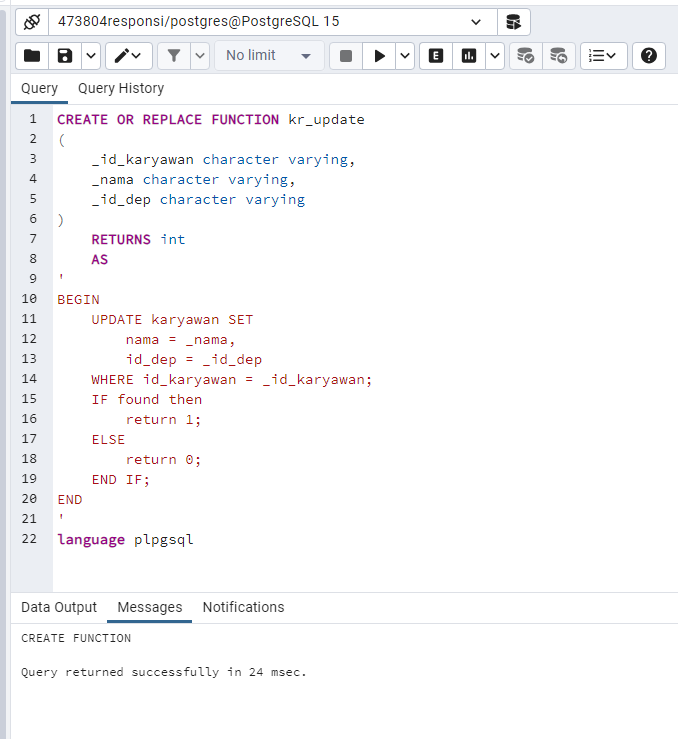 473804responsi/postgres@PostgreSQL 15
No limit
E
Query Query History
1 CREATE OR REPLACE FUNCTION kr_update
2 (
3     _id_karyawan character varying,
4     _nama character varying,
5     _id_dep character varying
6 )
7     RETURNS int
8     AS
9 '
10 BEGIN
11     UPDATE karyawan SET
12         nama = _nama,
13         id_dep = _id_dep
14     WHERE id_karyawan = _id_karyawan;
15     IF found then
16         return 1;
17     ELSE
18         return 0;
19     END IF;
20 END
21 '
22 language plpgsql
Data Output Messages Notifications
CREATE FUNCTION
Query returned successfully in 24 msec.